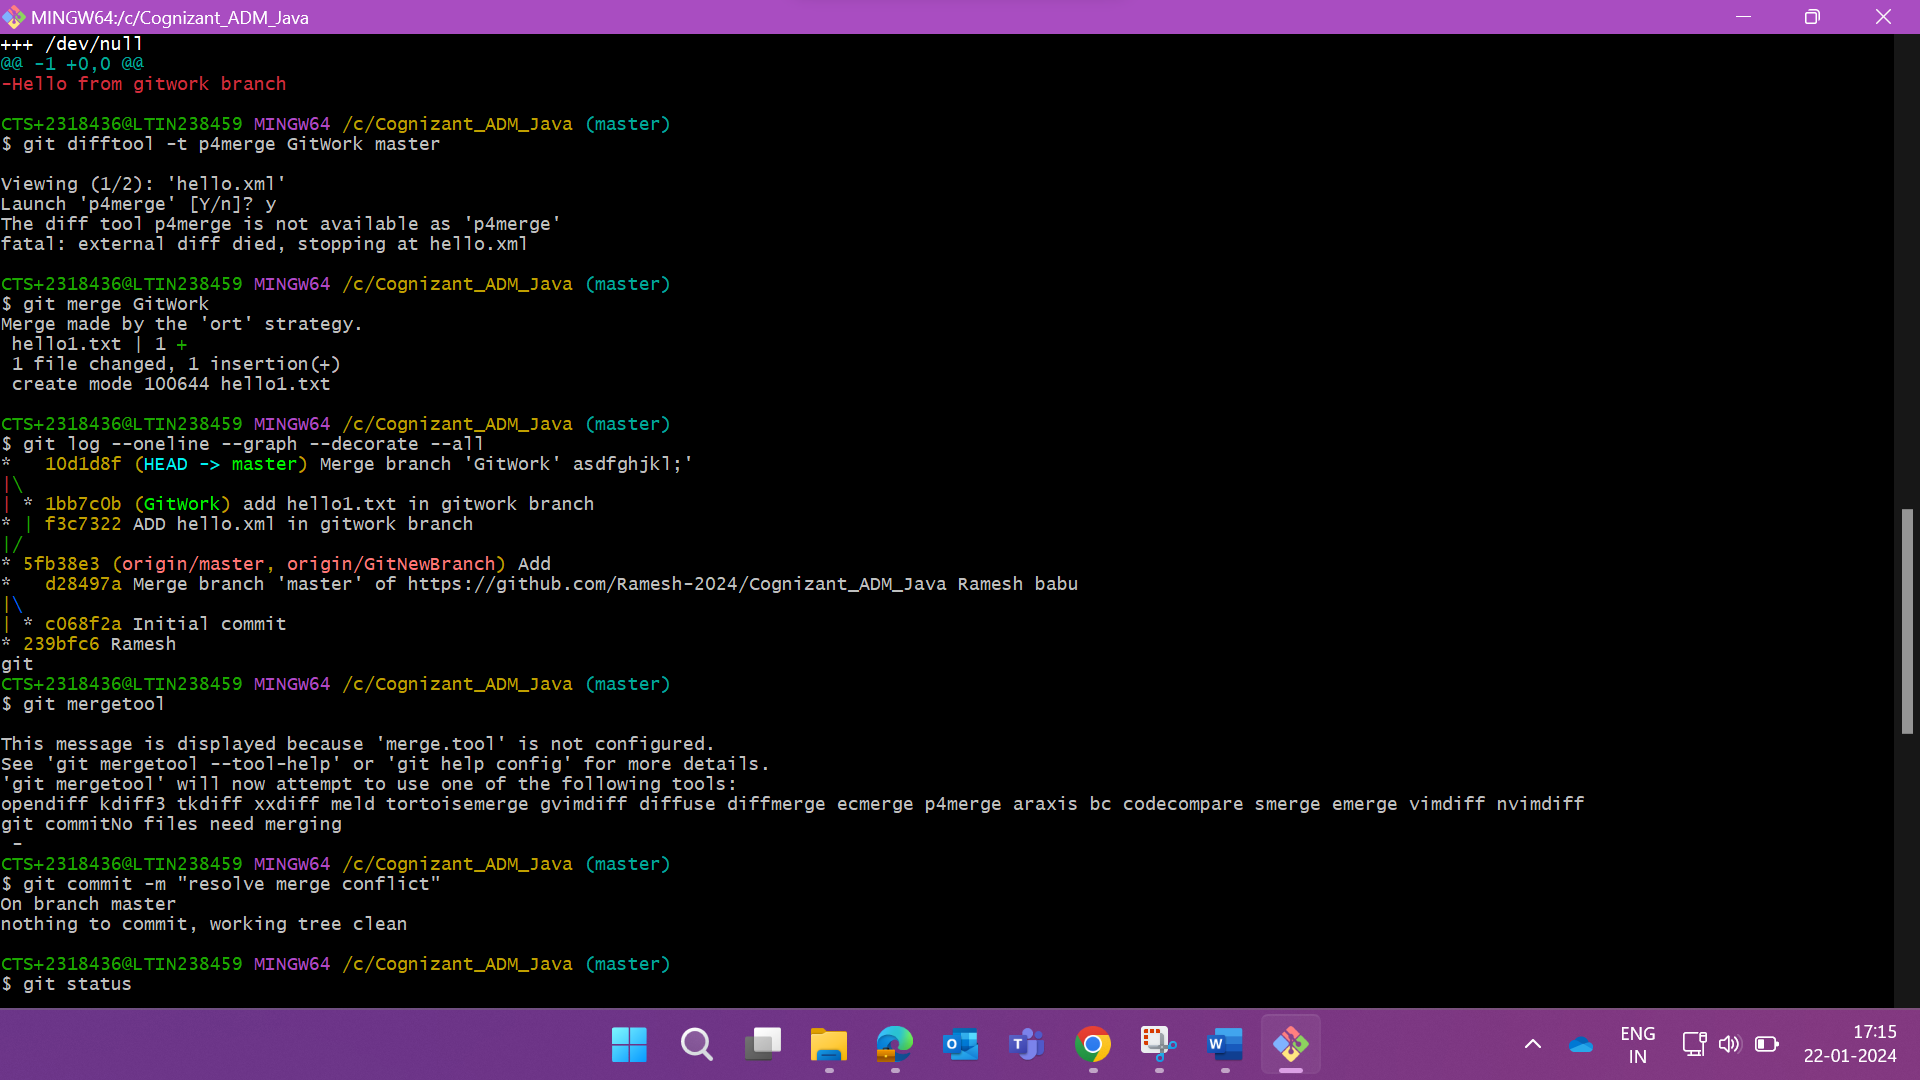 MINGW64:/c/Cognizant_ADM_Java
+++ /dev/null
@@ -1 +0,0 @@
-Hello from gitwork branch
CTS+2318436@LTIN238459 MINGW64 /c/Cognizant_ADM_Java (master)
$ git difftool -t p4merge GitWork master
Viewing (1/2): 'hello.xml'
Launch 'p4merge' [Y/n]? y
The diff tool p4merge is not available as 'p4merge'
fatal: external diff died, stopping at hello.xml
CTS+2318436@LTIN238459 MINGW64 /c/Cognizant_ADM_Java (master)
$ git merge GitWork
Merge made by the 'ort' strategy.
 hello1.txt | 1 +
 1 file changed, 1 insertion(+)
 create mode 100644 hello1.txt
CTS+2318436@LTIN238459 MINGW64 /c/Cognizant_ADM_Java (master)
$ git log --oneline --graph --decorate --all
*   10d1d8f (HEAD -> master) Merge branch 'GitWork' asdfghjkl;'
|\
| * 1bb7c0b (GitWork) add hello1.txt in gitwork branch
* | f3c7322 ADD hello.xml in gitwork branch
|/
* 5fb38e3 (origin/master, origin/GitNewBranch) Add
*   d28497a Merge branch 'master' of https://github.com/Ramesh-2024/Cognizant_ADM_Java Ramesh babu
|\
| * c068f2a Initial commit
* 239bfc6 Ramesh
git
CTS+2318436@LTIN238459 MINGW64 /c/Cognizant_ADM_Java (master)
$ git mergetool
This message is displayed because 'merge.tool' is not configured.
See 'git mergetool --tool-help' or 'git help config' for more details.
'git mergetool' will now attempt to use one of the following tools:
opendiff kdiff3 tkdiff xxdiff meld tortoisemerge gvimdiff diffuse diffmerge ecmerge p4merge araxis bc codecompare smerge emerge vimdiff nvimdiff
git commitNo files need merging
 -
CTS+2318436@LTIN238459 MINGW64 /c/Cognizant_ADM_Java (master)
$ git commit -m "resolve merge conflict"
On branch master
nothing to commit, working tree clean
CTS+2318436@LTIN238459 MINGW64 /c/Cognizant_ADM_Java (master)
$ git status
ENG
IN
17:15
22-01-2024